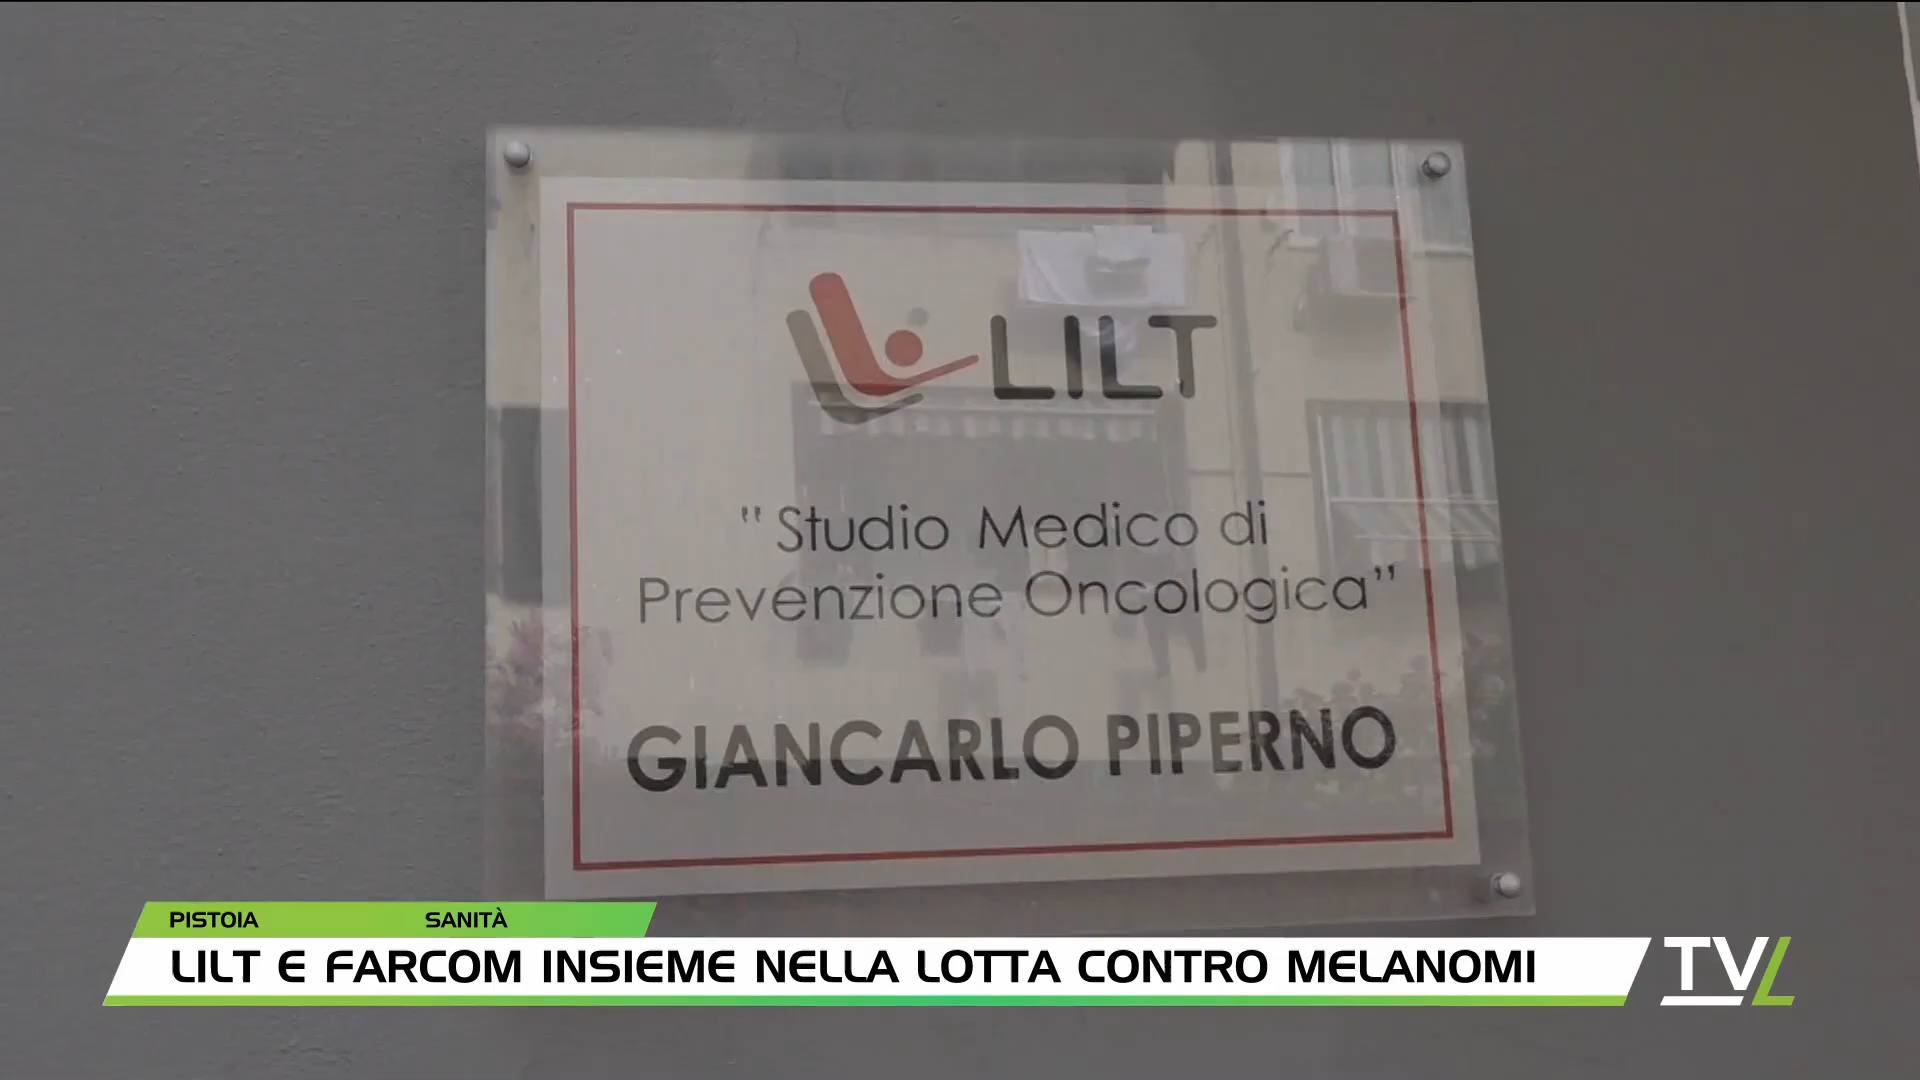 LILT
"Studio Medico di
Prevenzione Oncologica"
GIANCARLO PIPERNO
PISTOIA SANITÀ
LILT E FARCOM INSIEME NELLA LOTTA CONTRO MELANOMI
TVL